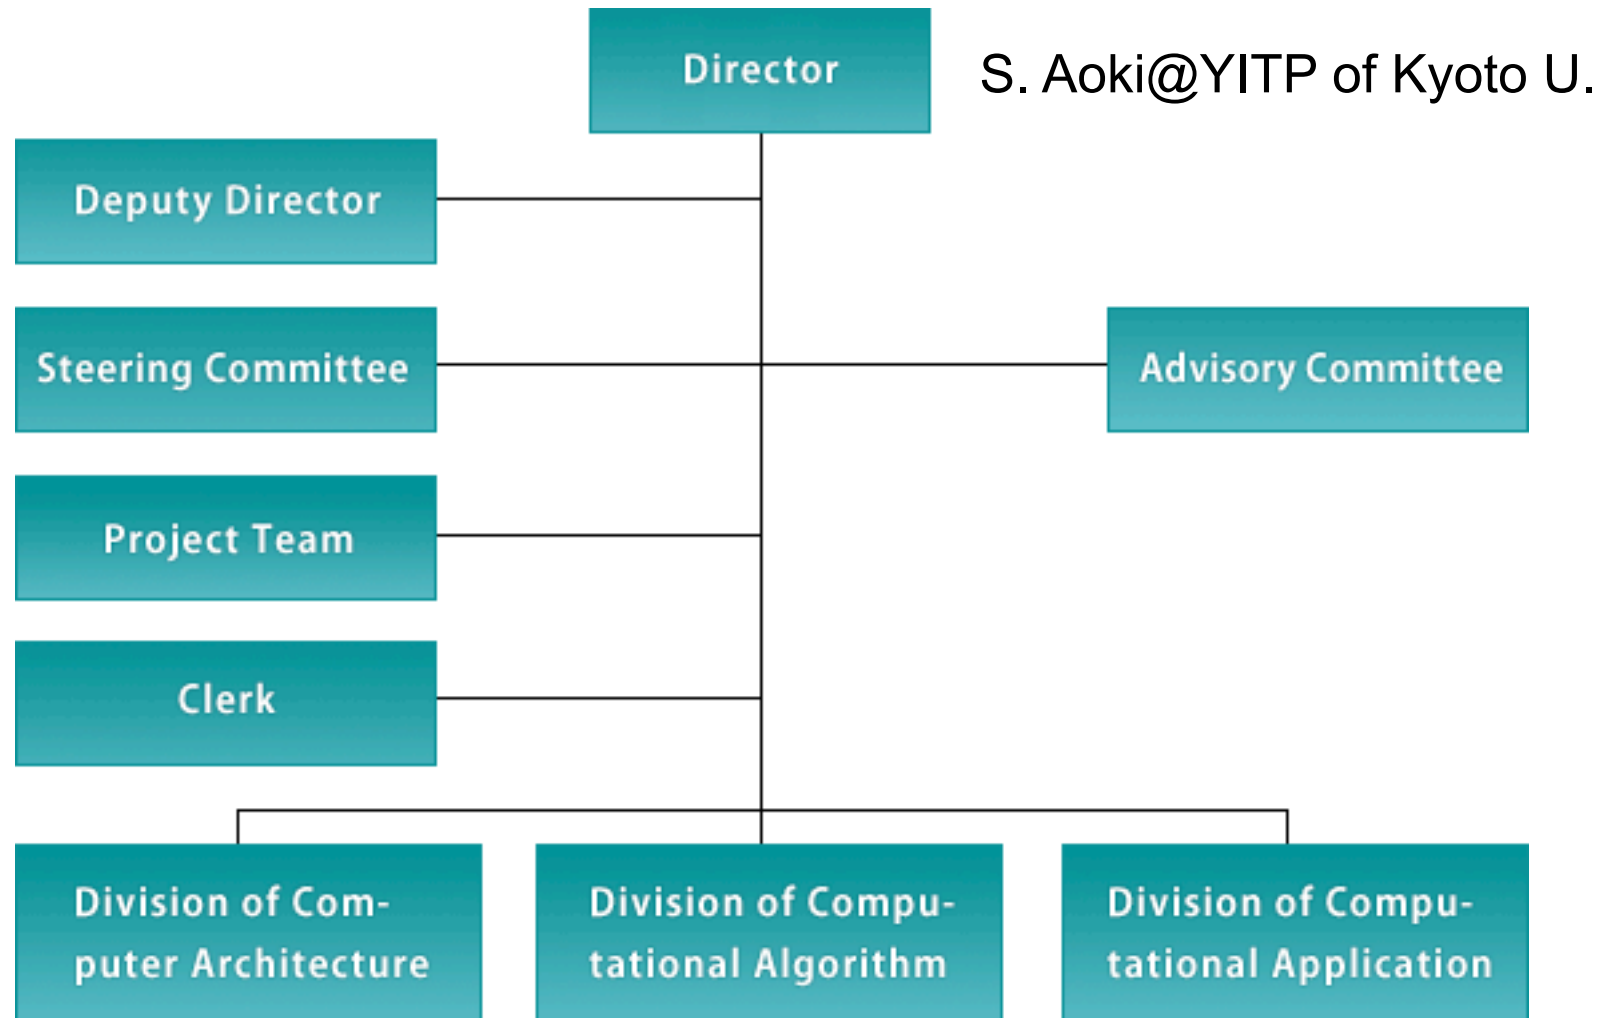 Director
S. Aoki@YITP of Kyoto U.
Deputy Director
Steering Committee
Advisory Committee
Project Team
Clerk
Division of Com-
puter Architecture
Division of Compu-
tational Algorithm
Division of Compu-
tational Application